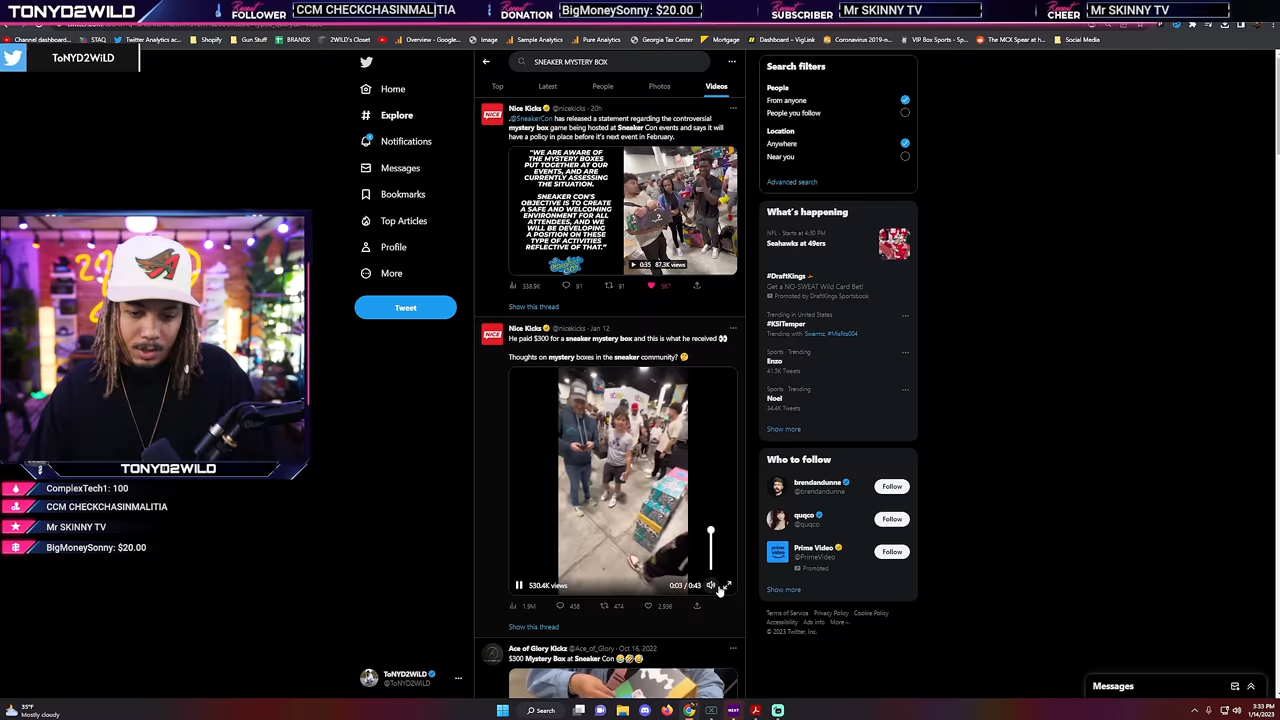 TONYD2WILD
Recent FOLLOWER CCM CHECKCHASINMAL|ITIA
Recent DONATION BigMoneySonny: $20.00
Recent SUBSCRIBER Mr SKINNY TV
Recent CHEER Mr SKINNY TV
Channel dashboard... STAQ Twitter Analytics ac... Shopify Gun Stuff BRANDS 2WILD's Closet Overview - Google... Image Sample Analytics Pure Analytics Georgia Tax Center Mortgage Dashboard – VigLink Coronavirus 2019-n... VIP Box Sports - Sp... The MCX Spear at h... Social Media
ToNYD2WiLD
Home
Explore
Notifications
Messages
Bookmarks
Top Articles
Profile
More
Tweet
ToNYD2WiLD
@ToNYD2WiLD
SNEAKER MYSTERY BOX
Top Latest People Photos Videos
Nice Kicks @nicekicks · 20h
.@SneakerCon has released a statement regarding the controversial
mystery box game being hosted at Sneaker Con events and says it will
have a policy in place before it's next event in February.
"WE ARE AWARE OF
THE MYSTERY BOXES
PUT TOGETHER AT OUR
EVENTS, AND ARE
CURRENTLY ASSESSING
THE SITUATION.
SNEAKER CON'S
OBJECTIVE IS TO CREATE
A SAFE AND WELCOMING
ENVIRONMENT FOR ALL
ATTENDEES, AND WE
WILL BE DEVELOPING
A POSITION ON THESE
TYPE OF ACTIVITIES
REFLECTIVE OF THAT."
0:35 87.3K views
338.9K 91 91 567
Show this thread
Nice Kicks @nicekicks · Jan 12
He paid $300 for a sneaker mystery box and this is what he received
Thoughts on mystery boxes in the sneaker community?
530.4K views 0:03 / 0:43
1.9M 458 474 2,936
Show this thread
Ace of Glory Kickz @Ace_of_Glory · Oct 16, 2022
$300 Mystery Box at Sneaker Con
Search filters
People
From anyone
People you follow
Location
Anywhere
Near you
Advanced search
What's happening
NFL · Starts at 4:30 PM
Seahawks at 49ers
#DraftKings
Get a NO-SWEAT Wild Card Bet!
Promoted by DraftKings Sportsbook
Trending in United States
#KSITemper
Trending with Swarmz, #Misfits004
Sports · Trending
Enzo
41.5K Tweets
Sports · Trending
Noel
34.4K Tweets
Show more
Who to follow
brendandunne
@brendandunne
Follow
quqco
@quqco
Follow
Prime Video
@PrimeVideo
Promoted
Follow
Show more
Terms of Service Privacy Policy Cookie Policy
Accessibility Ads info More ···
© 2023 Twitter, Inc.
Messages
TONYD2WILD
ComplexTech1: 100
CCM CHECKCHASINMALITIA
Mr SKINNY TV
BigMoneySonny: $20.00
35°F
Mostly cloudy
Search
NEXT
3:33 PM
1/14/2023